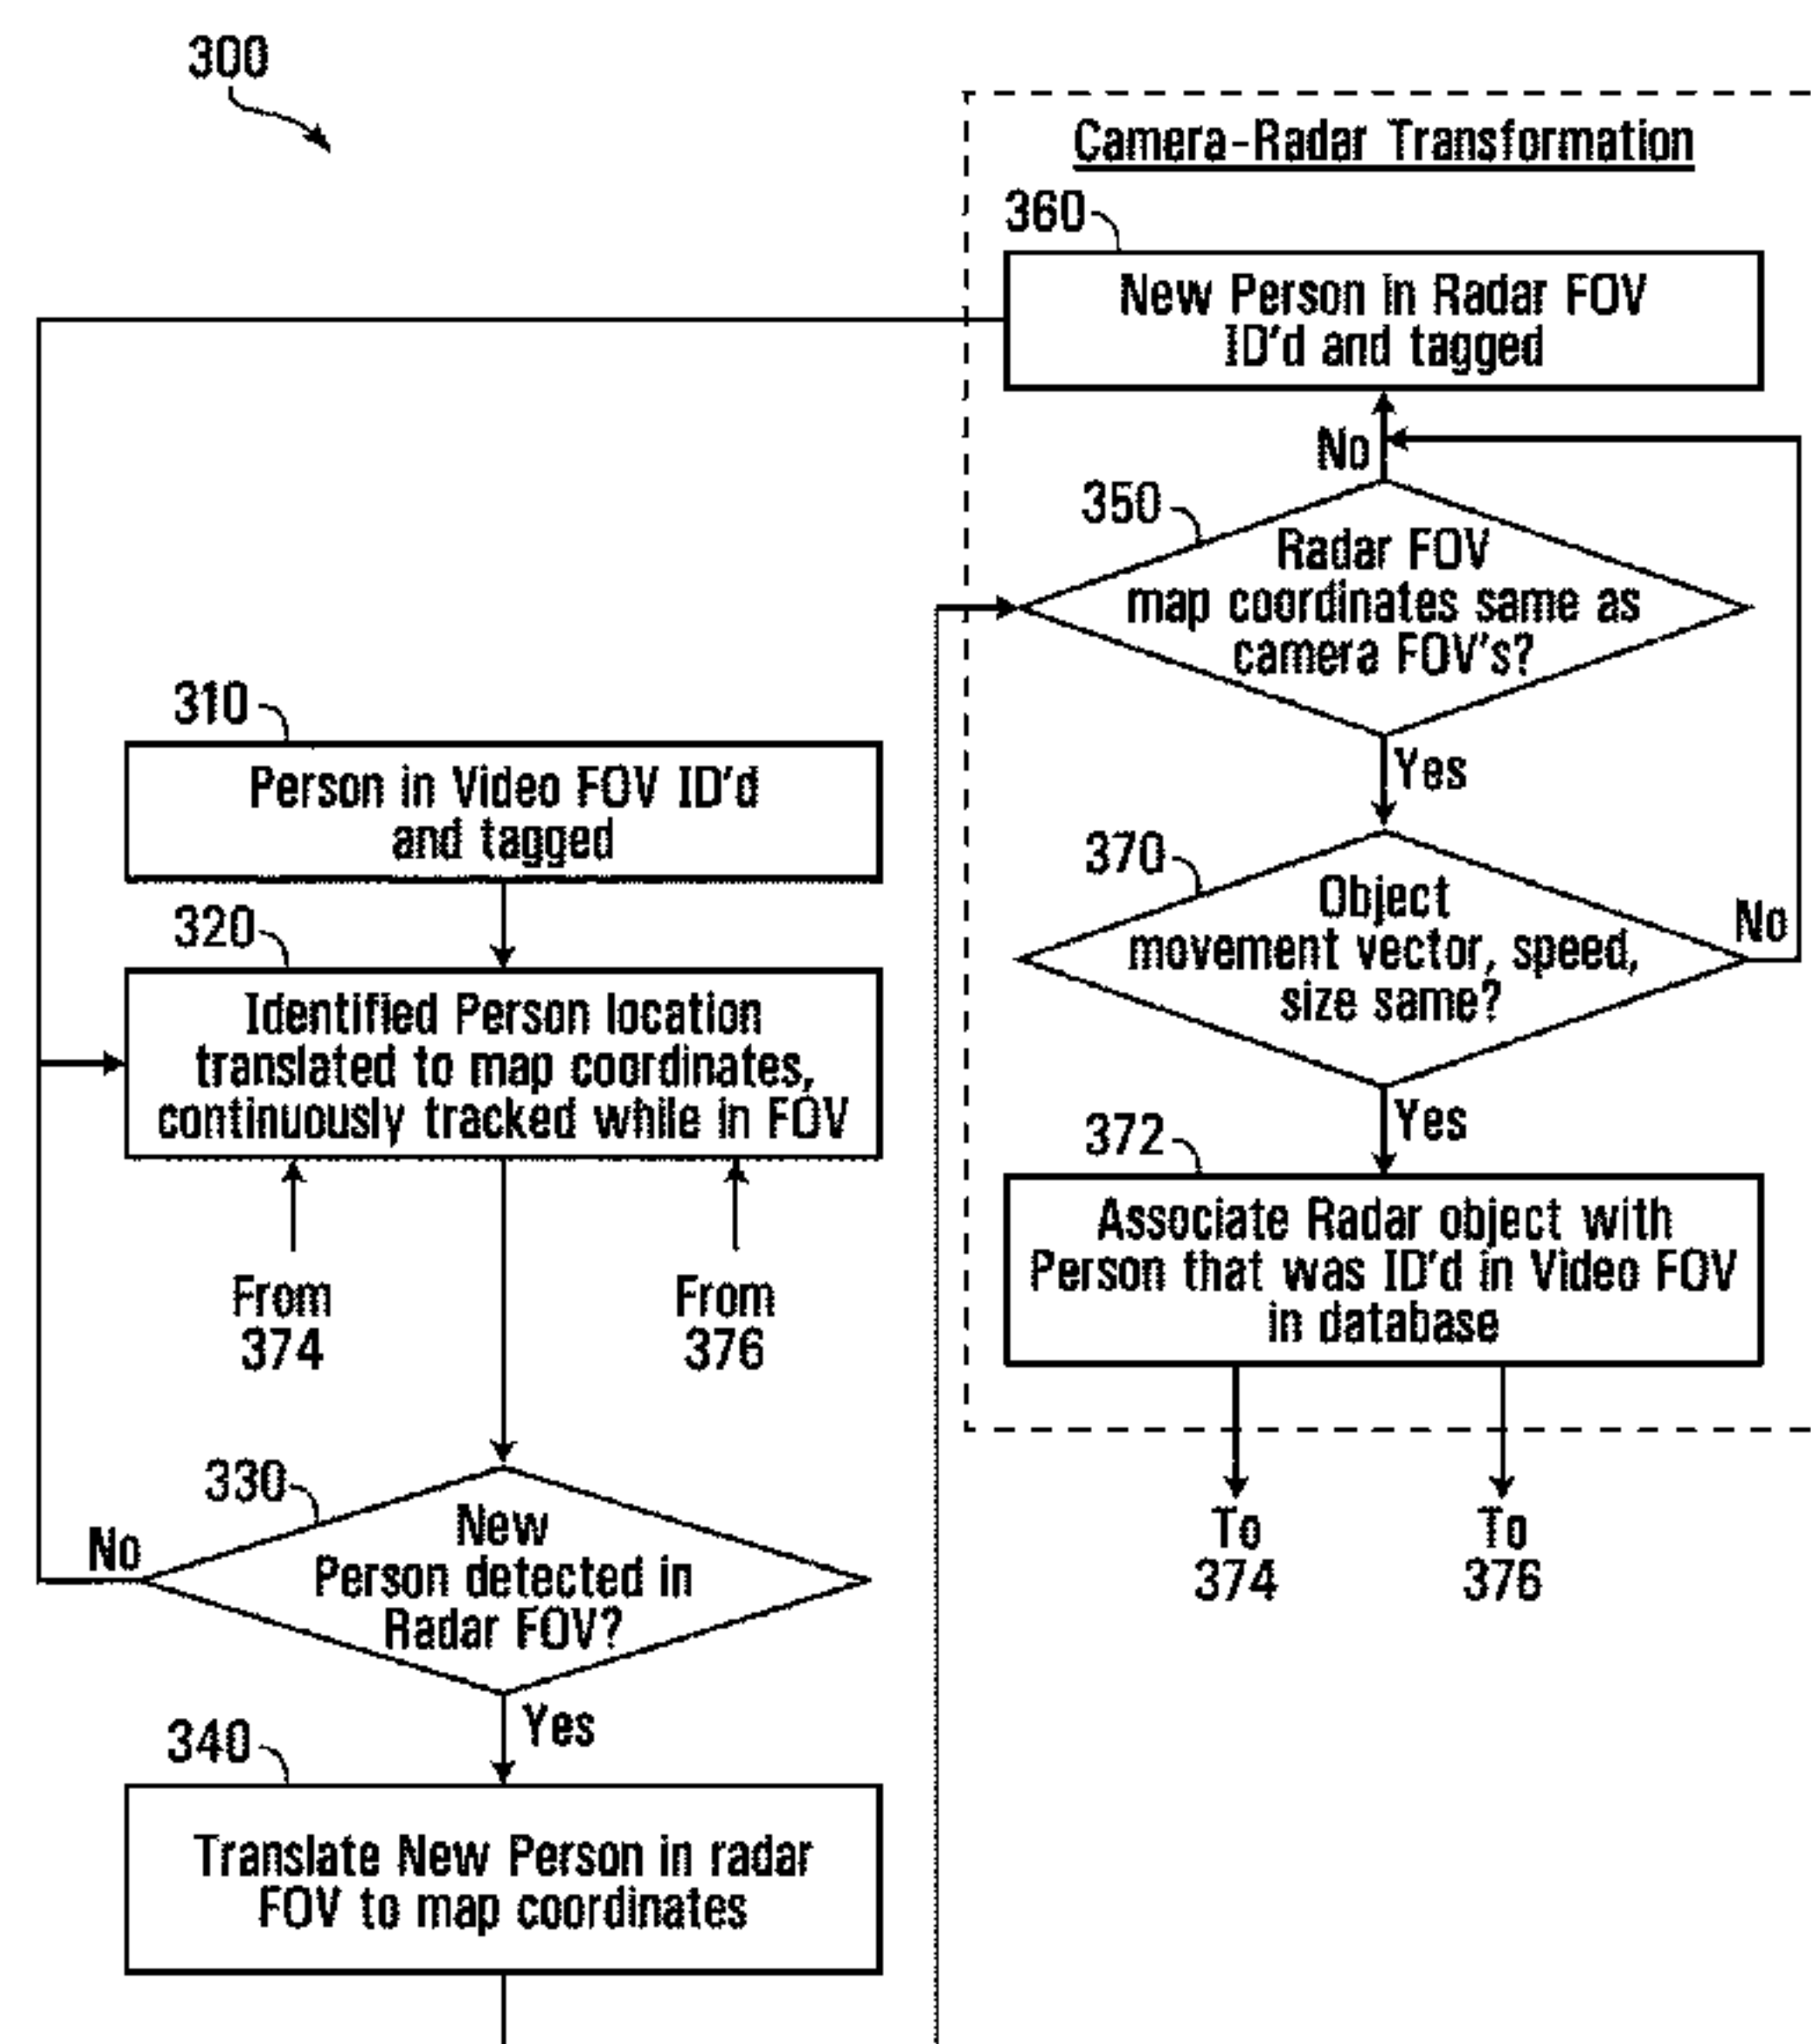 300
Camera-Radar Transformation
360
New Person in Radar FOV
ID'd and tagged
No
350
Radar FOV
map coordinates same as
camera FOV's?
Yes
370
Object
movement vector, speed,
size same?
No
Yes
372
Associate Radar object with
Person that was ID'd in Video FOV
in database
To
374
To
376
310
Person in Video FOV ID'd
and tagged
320
Identified Person location
translated to map coordinates,
continuously tracked while in FOV
From
374
From
376
330
New
Person detected in
Radar FOV?
No
Yes
340
Translate New Person in radar
FOV to map coordinates